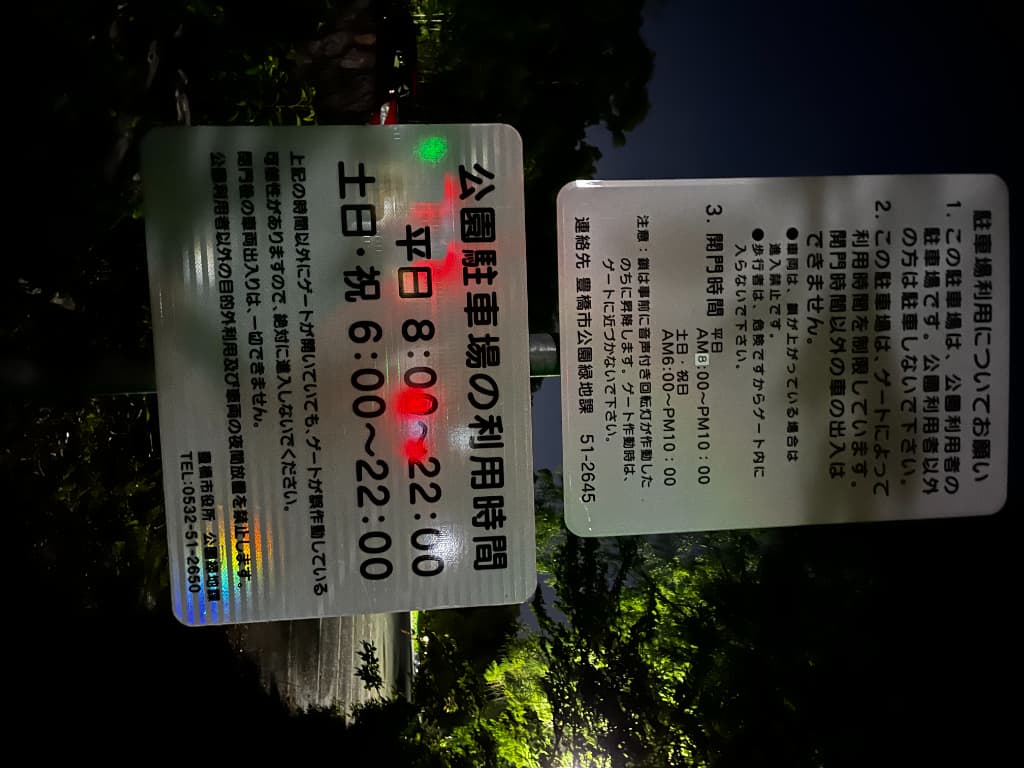 駐車場利用についてお願い
1. この駐車場は、公園利用者の
駐車場です。公園利用者以外
の方は駐車しないで下さい。
2. この駐車場は、ゲートによって
利用時間を制限しています。
開門時間以外の車の出入は
できません。
●車両は、鎖が上がっている場合は
進入禁止です。
●歩行者は、危険ですからゲート内に
入らないで下さい。
3. 開門時間 平日
AM8:00〜PM10:00
土日・祝日
AM6:00〜PM10:00
注意:鎖は事前に音声付き回転灯が作動した
のちに昇降します。ゲート作動時は、
ゲートに近づかないで下さい。
連絡先 豊橋市公園緑地課 51-2645
公園駐車場の利用時間
平日 8:00〜22:00
土日・祝 6:00〜22:00
上記の時間以外にゲートが開いていても、ゲートが誤作動している
可能性がありますので、絶対に進入しないでください。
閉門後の車両出入りは、一切できません。
公園利用者以外の目的外利用及び車両の夜間放置を禁止します。
豊橋市役所 公園緑地課
TEL:0532-51-2650